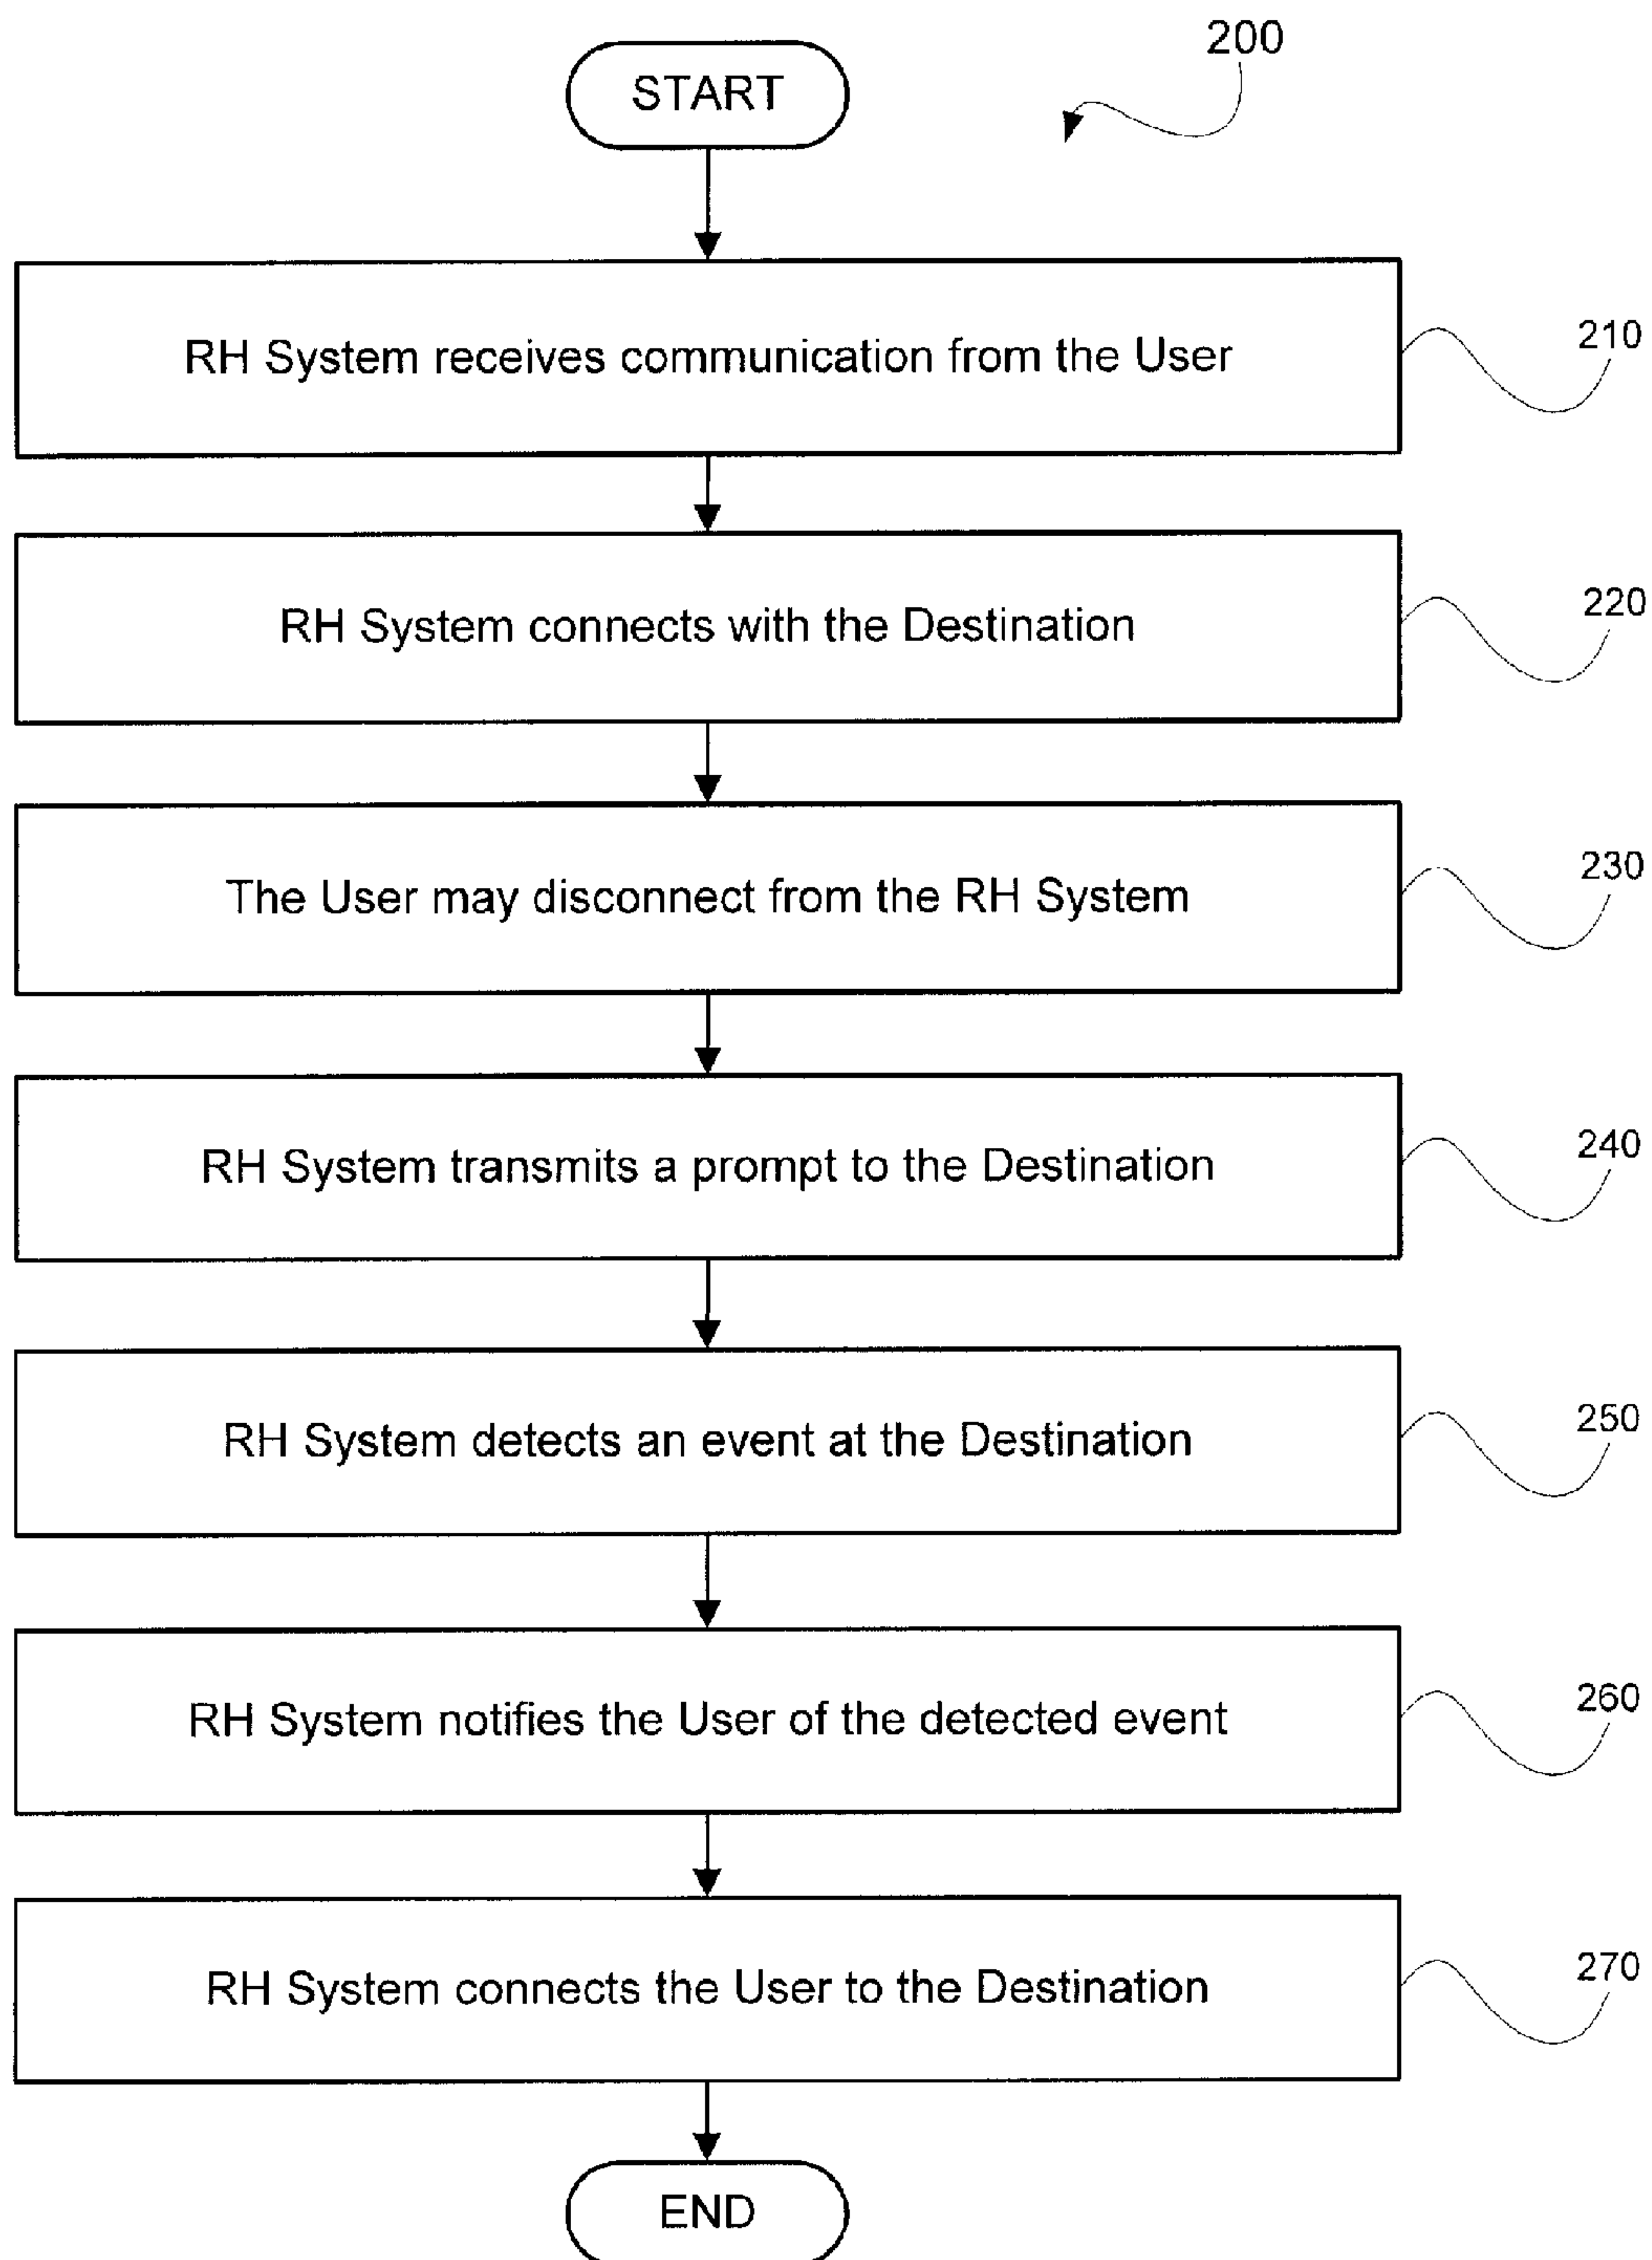 200
START
RH System receives communication from the User
210
RH System connects with the Destination
220
The User may disconnect from the RH System
230
RH System transmits a prompt to the Destination
240
RH System detects an event at the Destination
250
RH System notifies the User of the detected event
260
RH System connects the User to the Destination
270
END